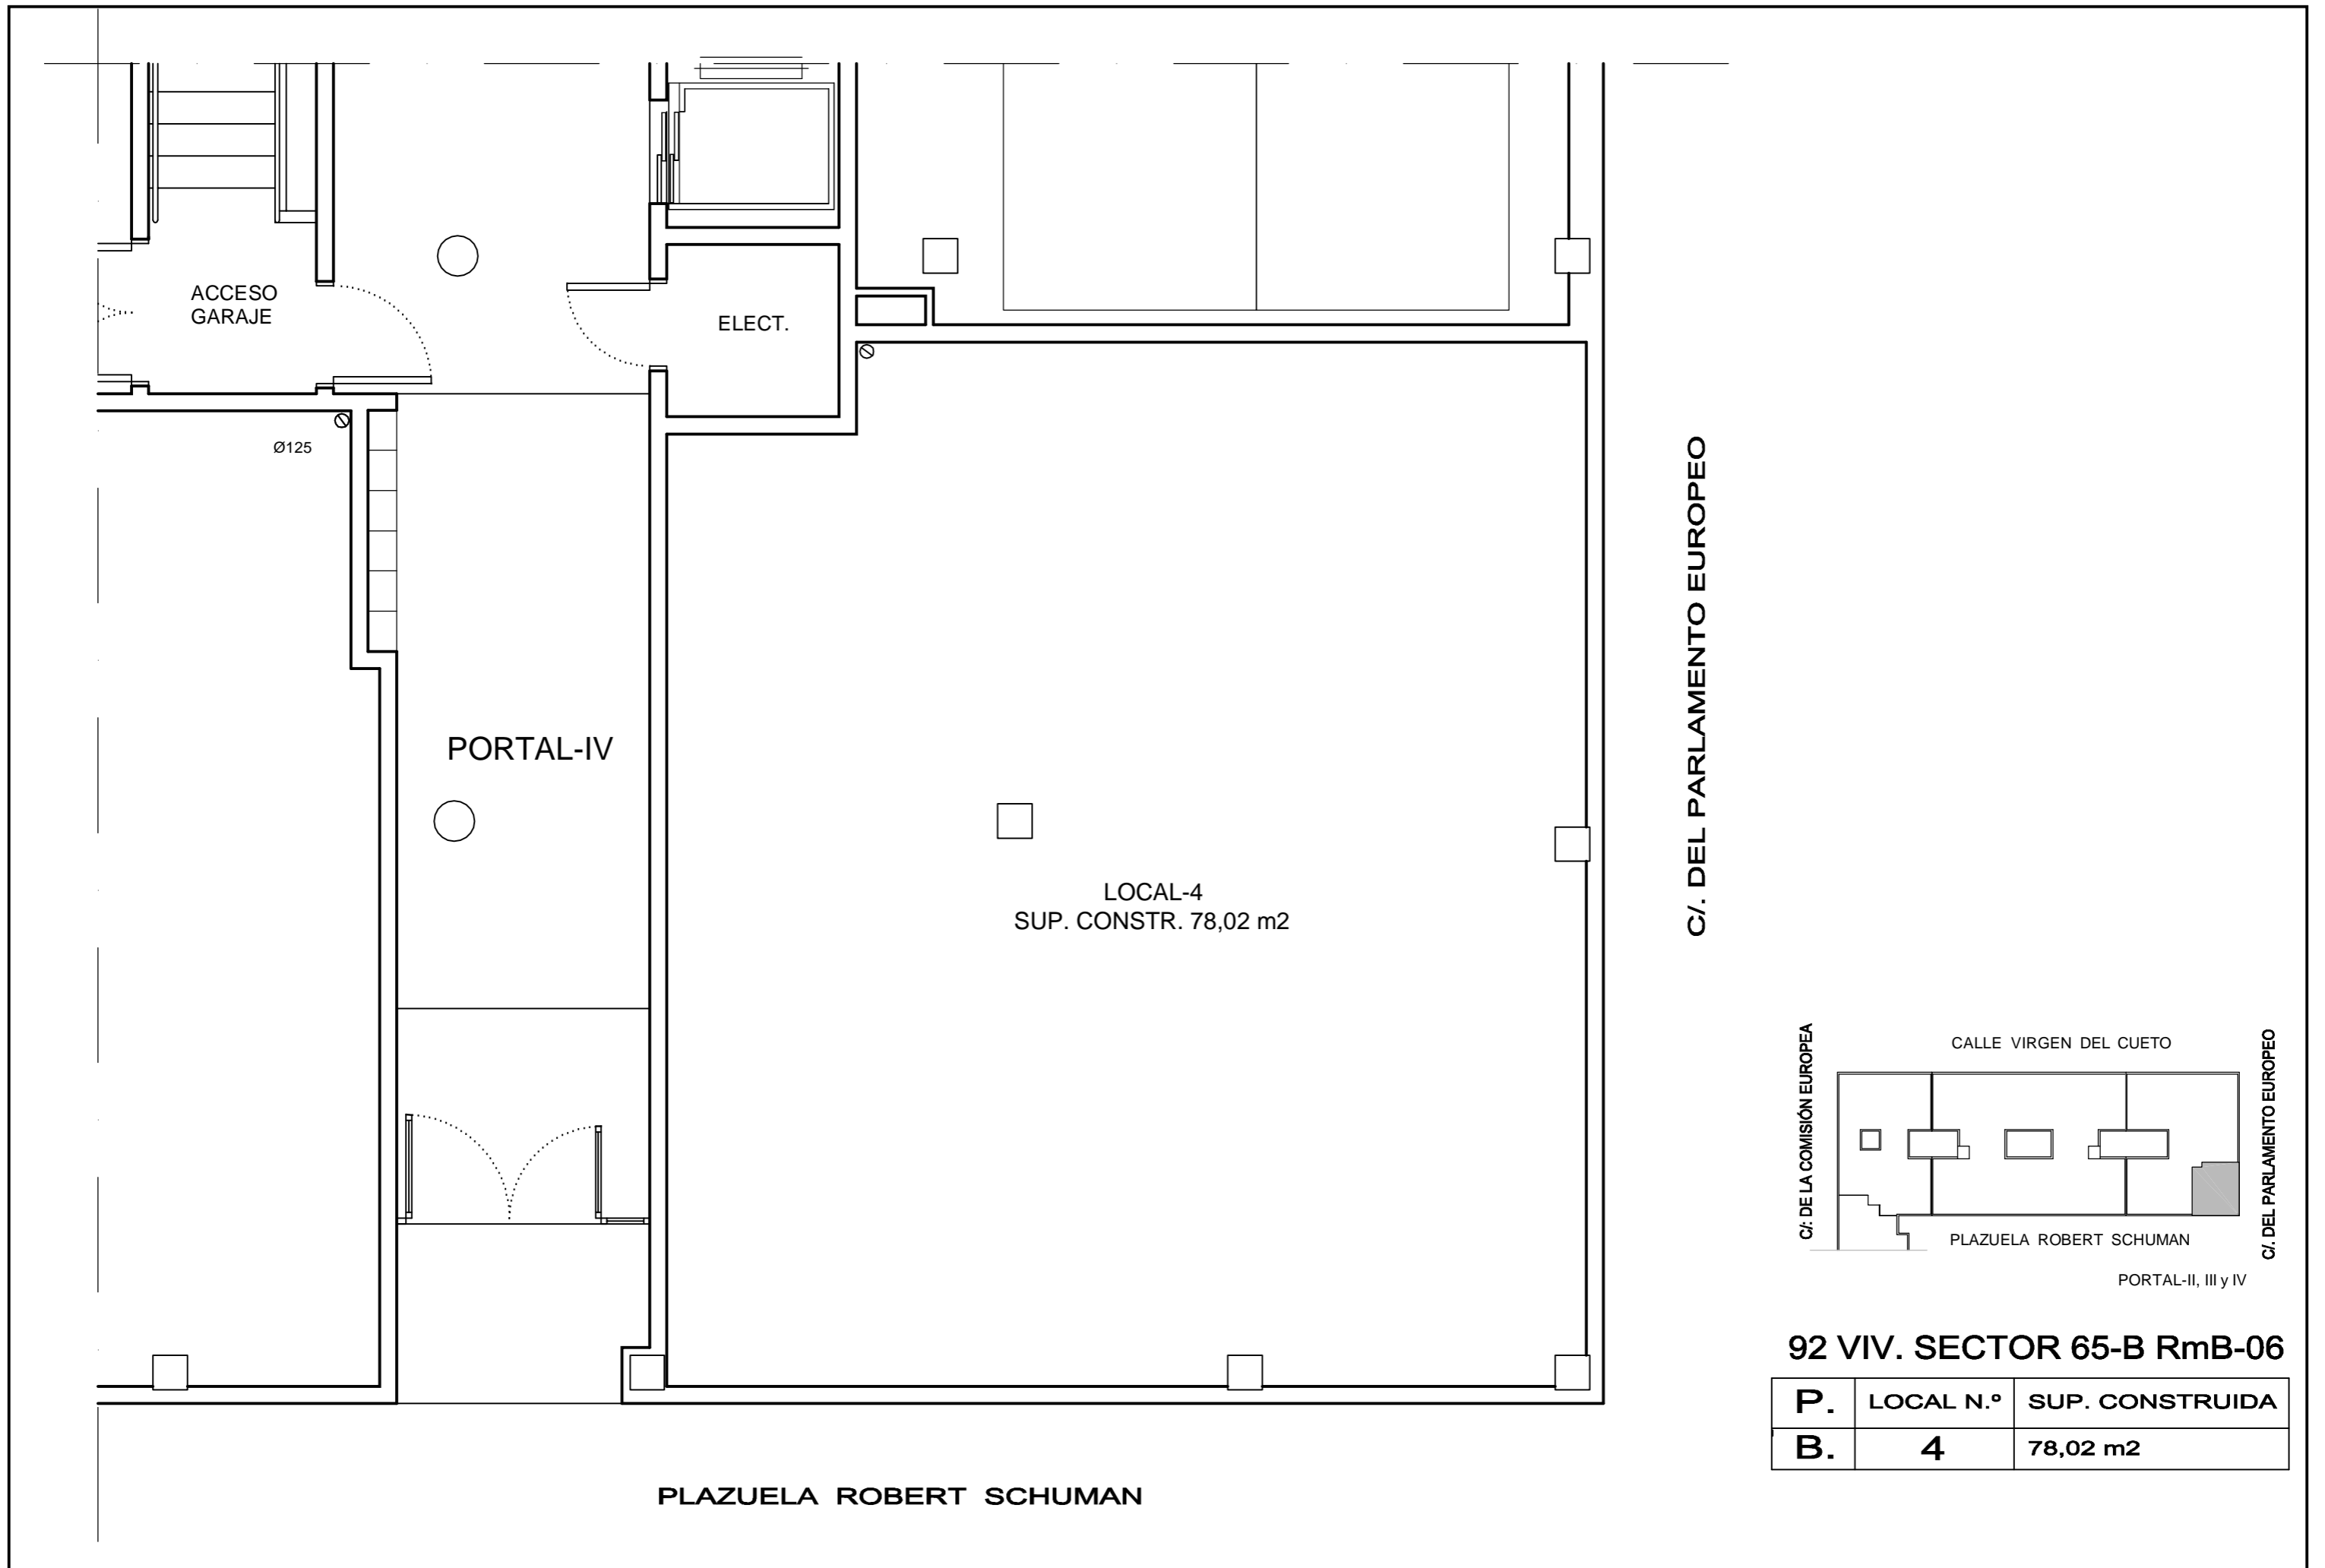 ACCESO
GARAJE
ELECT.
Ø125
PORTAL-IV
LOCAL-4
SUP. CONSTR. 78,02 m2
C/. DEL PARLAMENTO EUROPEO
PLAZUELA ROBERT SCHUMAN
CALLE VIRGEN DEL CUETO
C/: DE LA COMISIÓN EUROPEA
C/. DEL PARLAMENTO EUROPEO
PLAZUELA ROBERT SCHUMAN
PORTAL-II, III y IV
92 VIV. SECTOR 65-B RmB-06
P. LOCAL N.º SUP. CONSTRUIDA
B. 4 78,02 m2